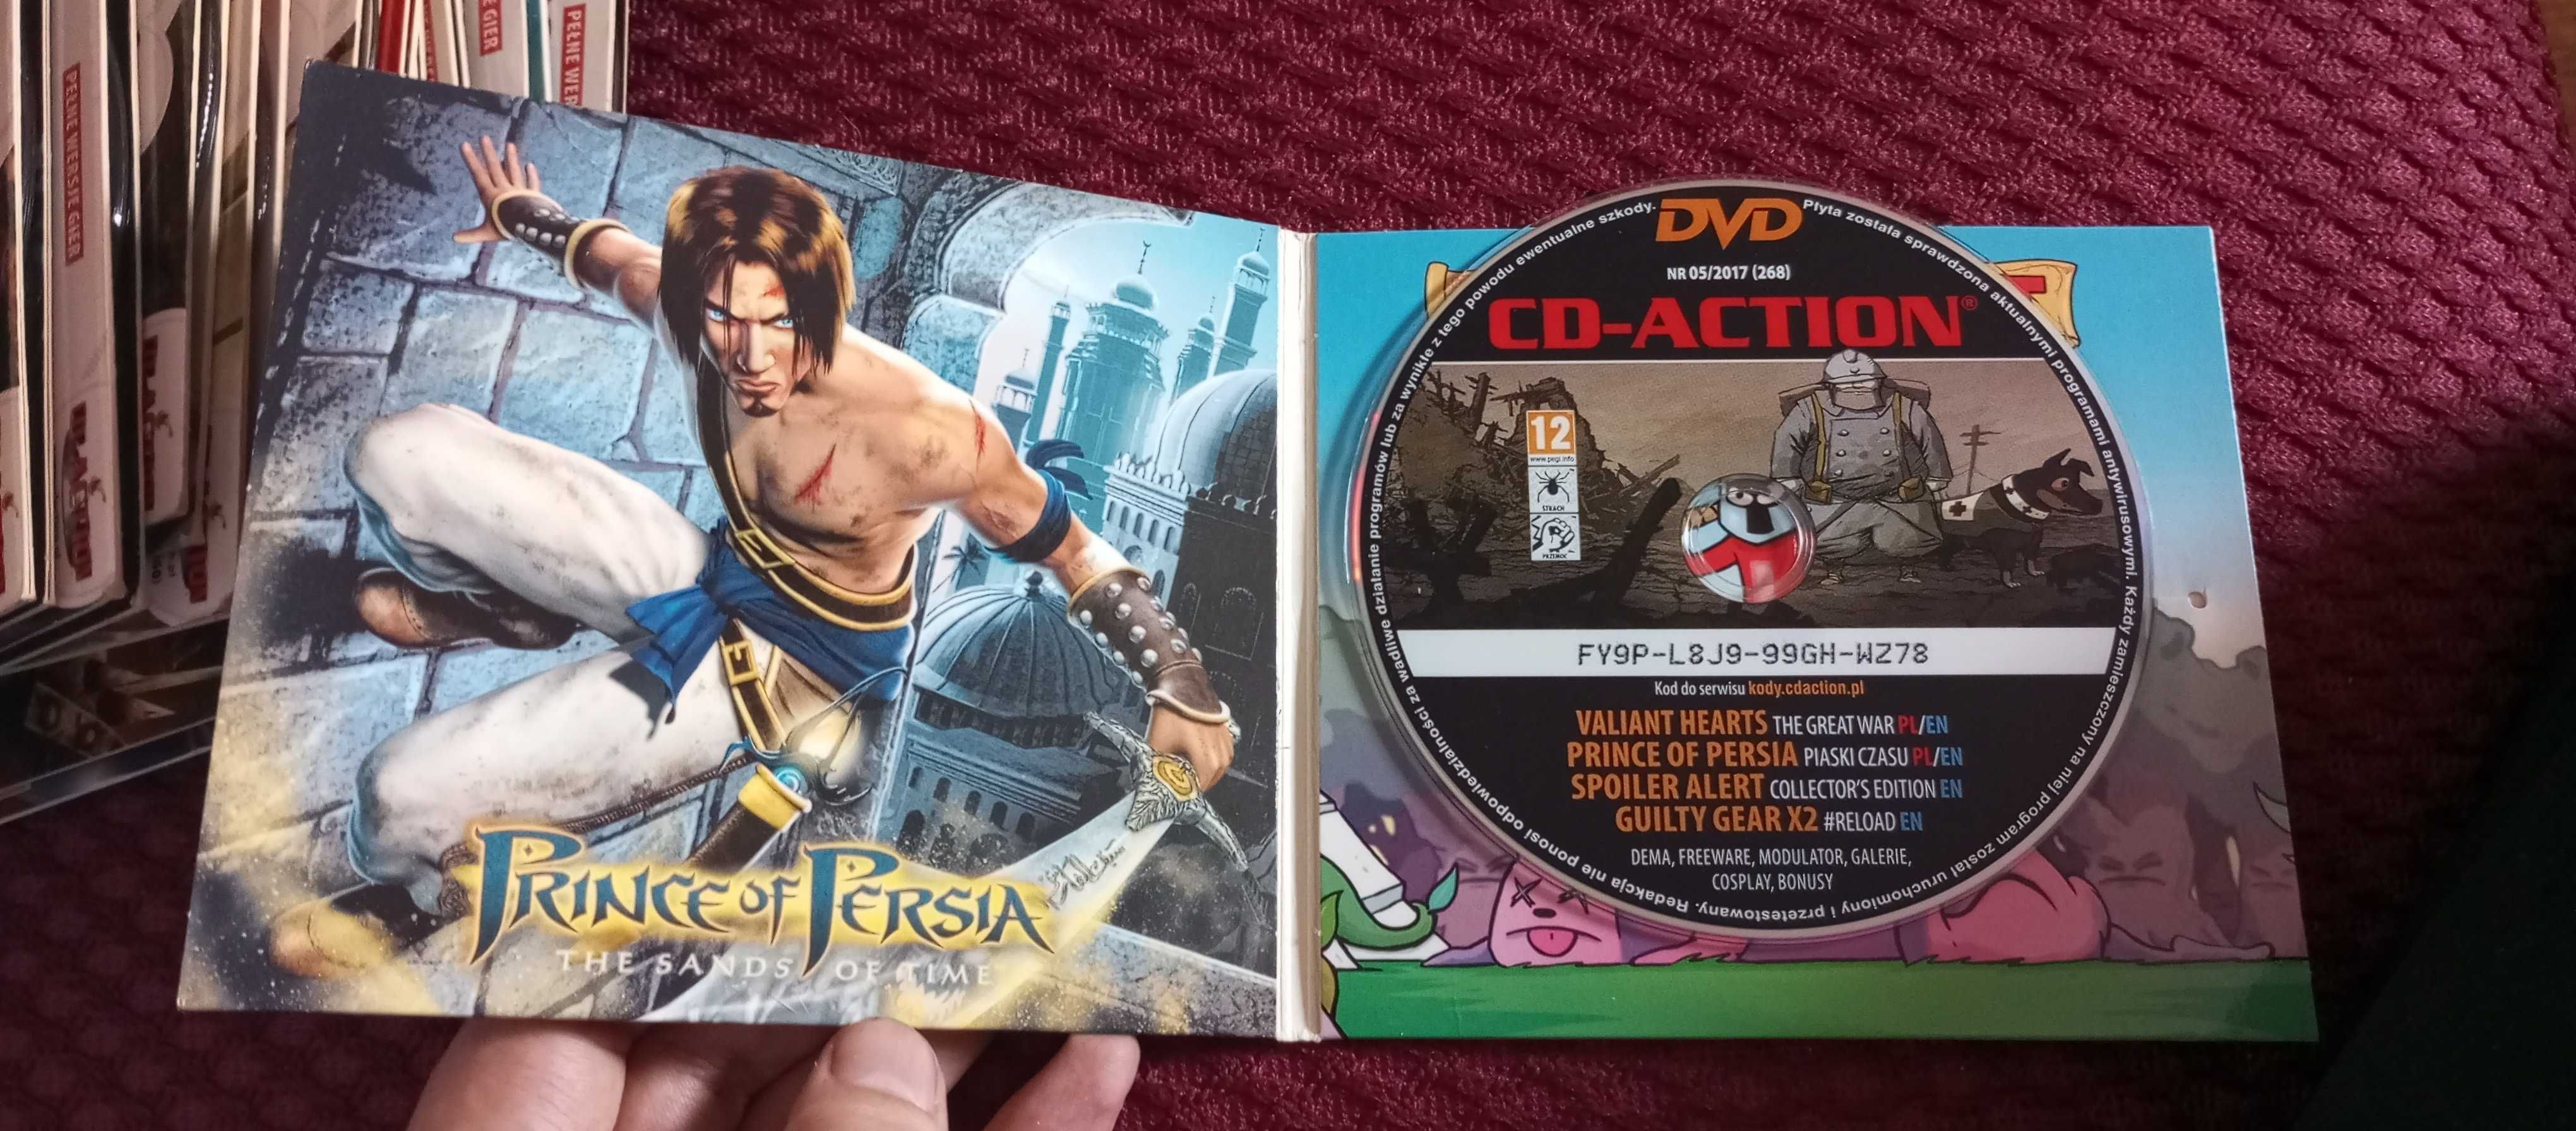 EGIER
PEŁNE WER
PEŁNE WERSJE GIER
PRINCE OF PERSIA
THE SANDS OF TIME
DVD
NR 05/2017 (268)
CD-ACTION®
12
www.pegi.info
STRACH
PRZEMOC
FY9P-L8J9-99GH-WZ78
Kod do serwisu kody.cdaction.pl
VALIANT HEARTS THE GREAT WAR PL/EN
PRINCE OF PERSIA PIASKI CZASU PL/EN
SPOILER ALERT COLLECTOR'S EDITION EN
GUILTY GEAR X2 #RELOAD EN
DEMA, FREEWARE, MODULATOR, GALERIE,
COSPLAY, BONUSY
Płyta została sprawdzona aktualnymi programami antywirusowymi. Każdy zamieszczony na niej program został uruchomiony i przetestowany. Redakcja nie ponosi odpowiedzialności za wadliwe działanie programów lub za wynikłe z tego powodu ewentualne szkody.